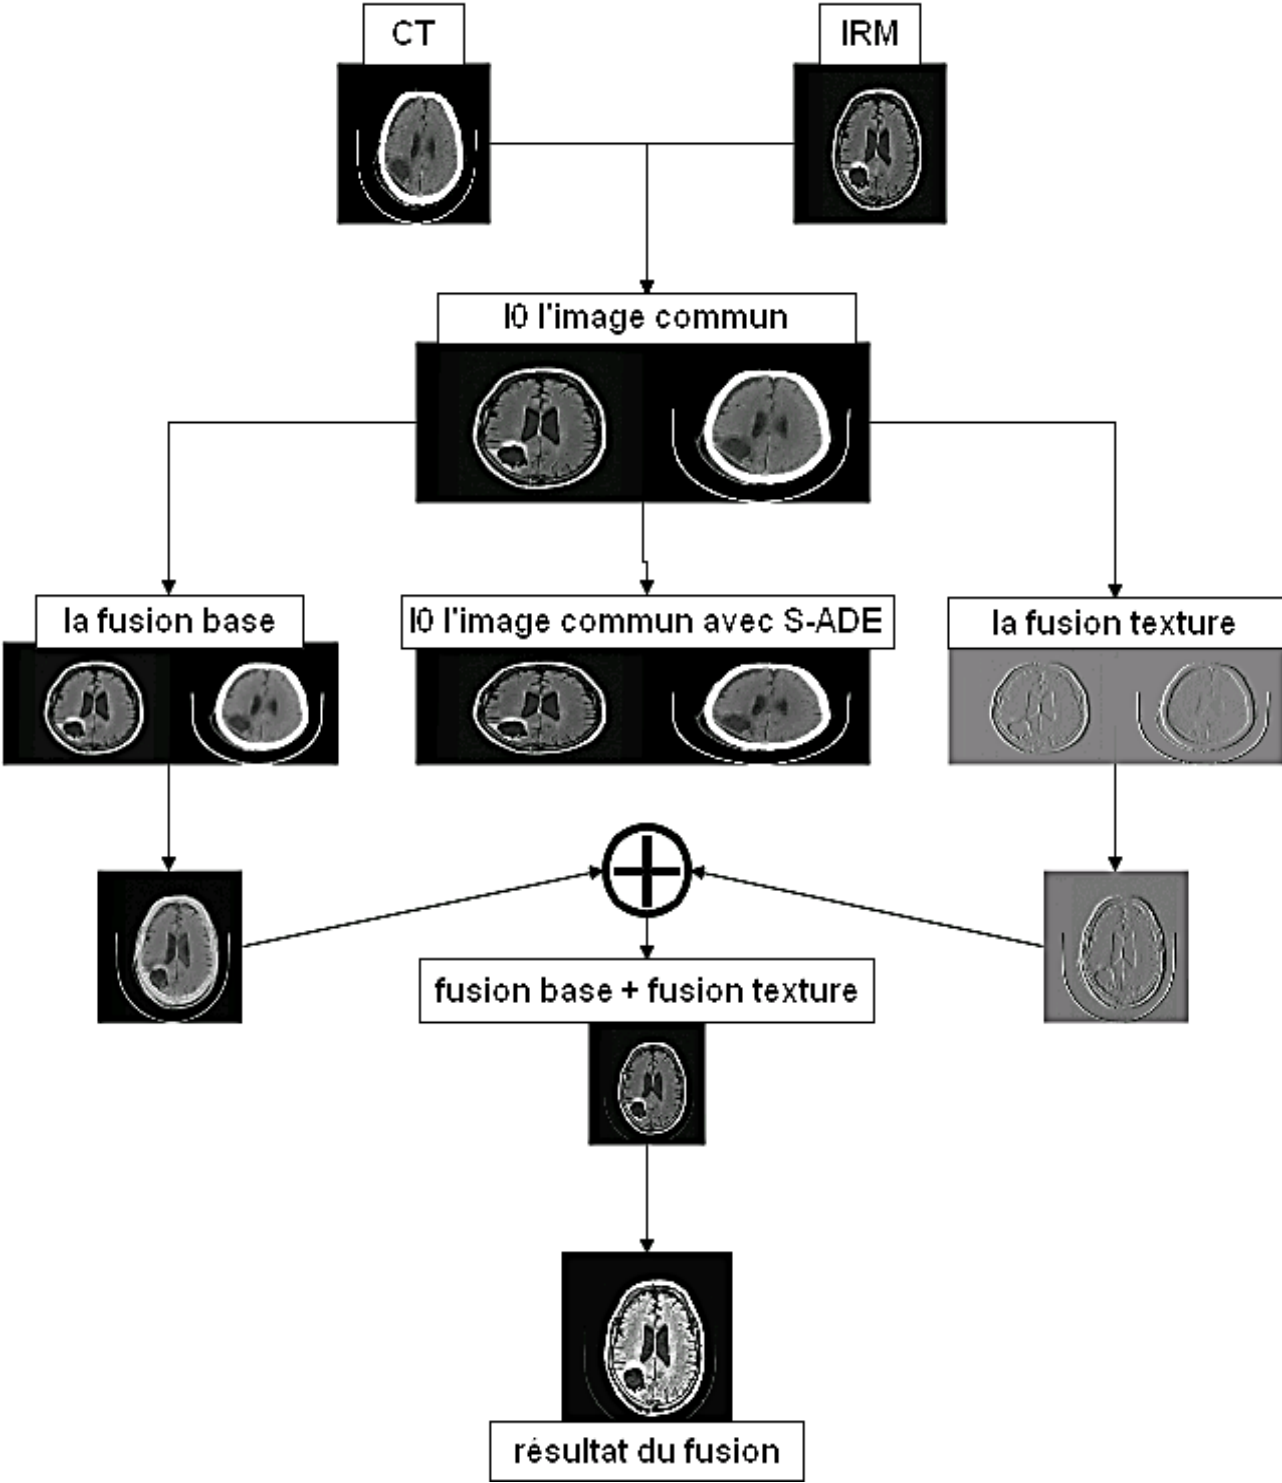 CT
IRM
I0 l'image commun
la fusion base
I0 l'image commun avec S-ADE
la fusion texture
fusion base + fusion texture
résultat du fusion